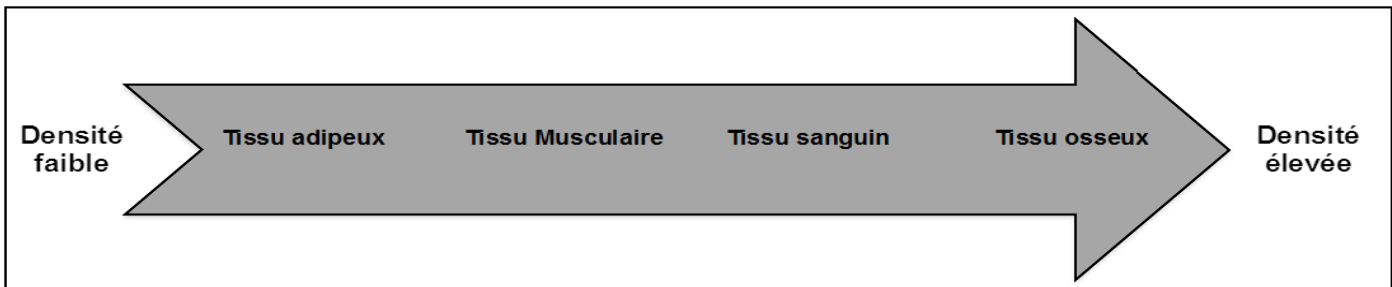 Densité
faible
Tissu adipeux
Tissu Musculaire
Tissu sanguin
Tissu osseux
Densité
élevée